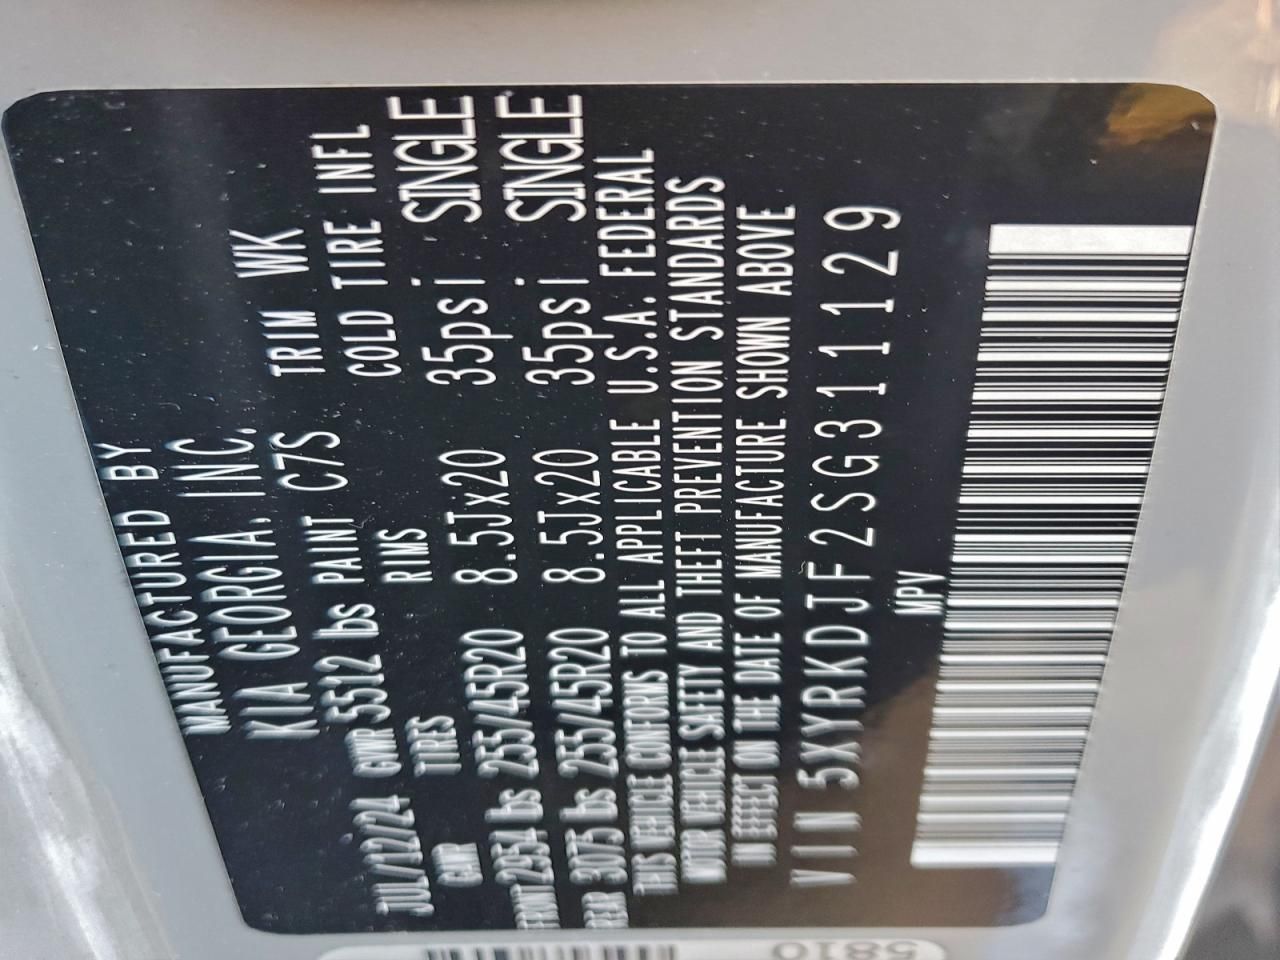 MANUFACTURED BY
KIA GEORGIA, INC.
JUL/12/24 GVWR 5512 lbs PAINT C7S TRIM WK
GAWR TIRES RIMS COLD TIRE INFL
FRONT 2954 lbs 255/45R20 8.5Jx20 35psi SINGLE
REAR 3075 lbs 255/45R20 8.5Jx20 35psi SINGLE
THIS VEHICLE CONFORMS TO ALL APPLICABLE U.S.A. FEDERAL
MOTOR VEHICLE SAFETY AND THEFT PREVENTION STANDARDS
IN EFFECT ON THE DATE OF MANUFACTURE SHOWN ABOVE
VIN 5XYRKDJF2SG311129
MPV
5810